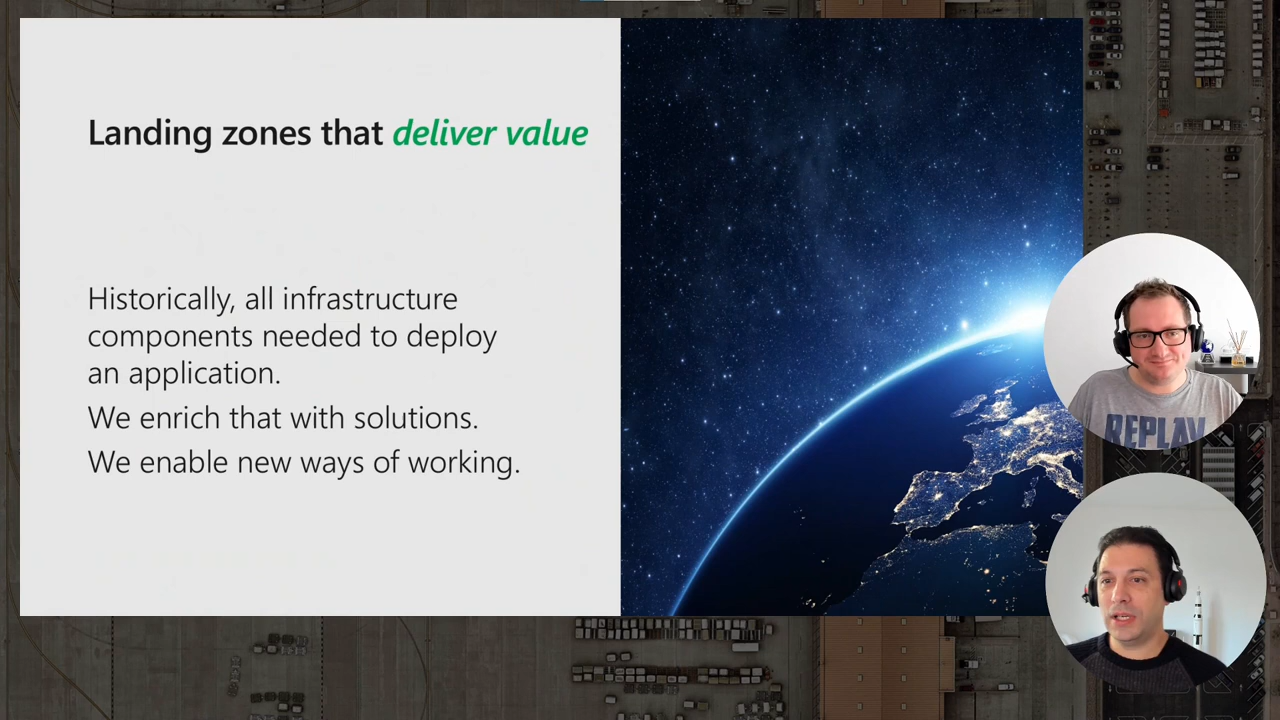 Landing zones that deliver value
Historically, all infrastructure
components needed to deploy
an application.
We enrich that with solutions.
We enable new ways of working.
REPLAY